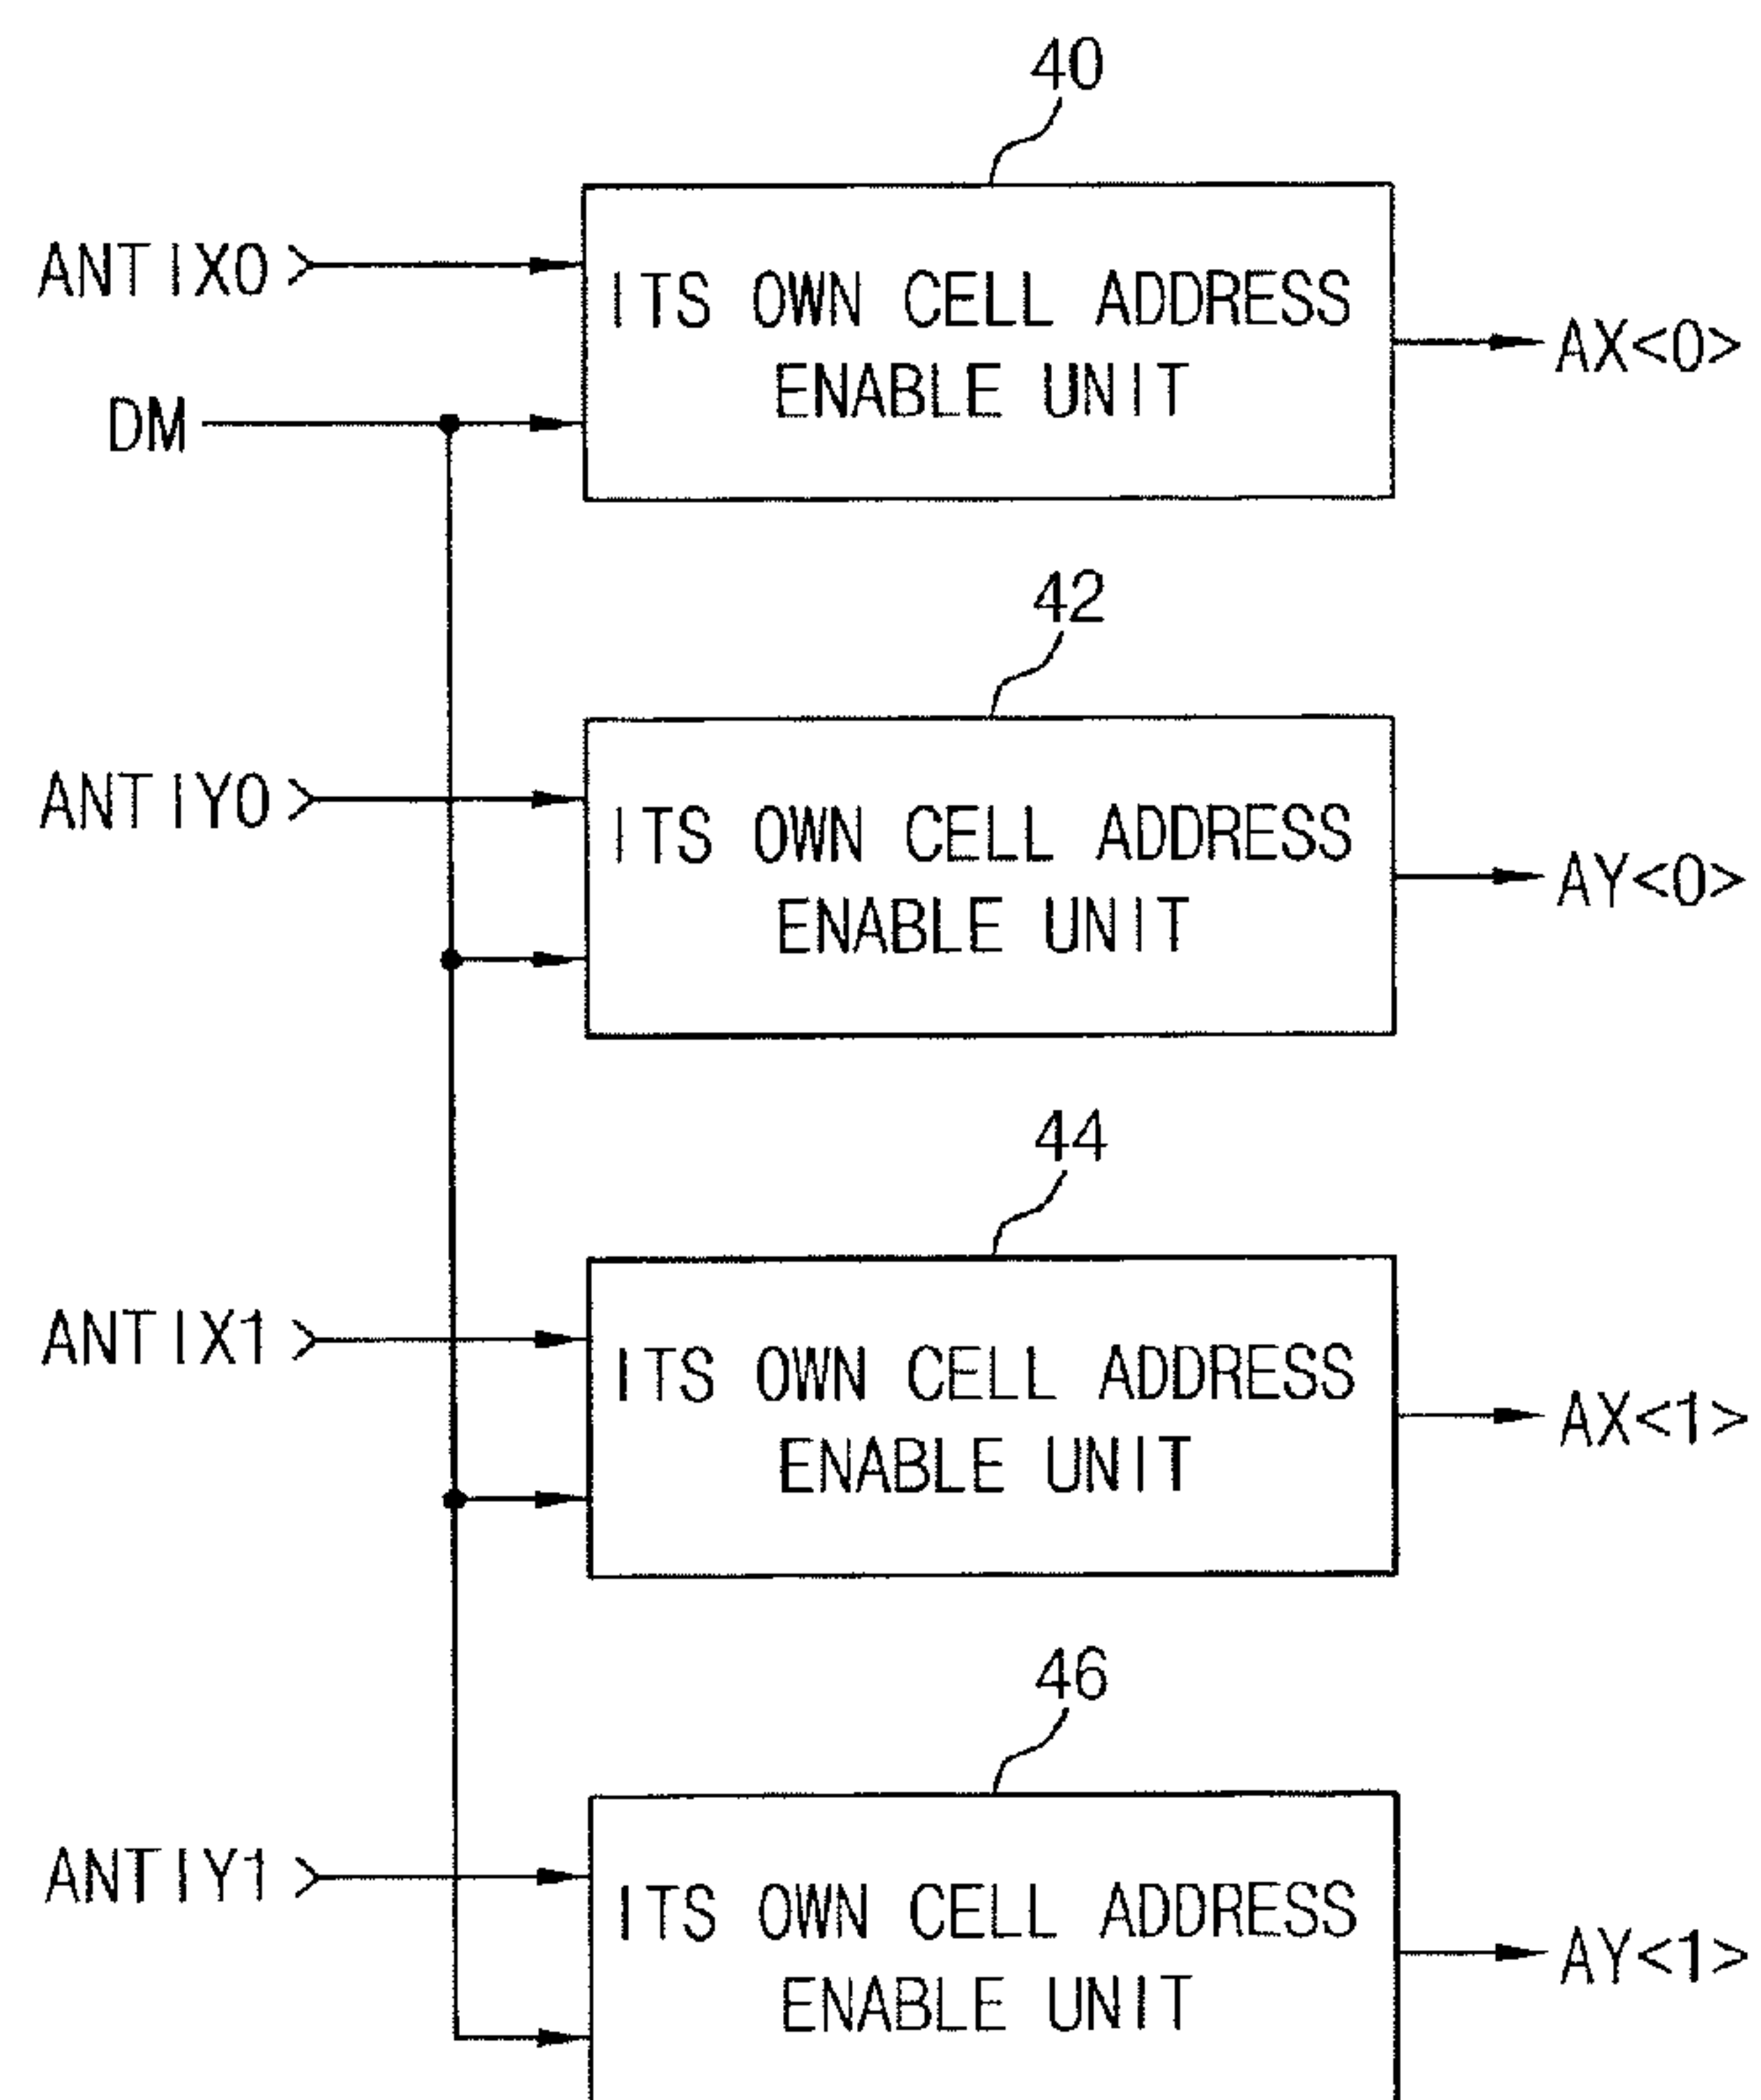 40
ANTIX0
ITS OWN CELL ADDRESS
ENABLE UNIT
AX<0>
DM
42
ANTIY0
ITS OWN CELL ADDRESS
ENABLE UNIT
AY<0>
44
ANTIX1
ITS OWN CELL ADDRESS
ENABLE UNIT
AX<1>
46
ANTIY1
ITS OWN CELL ADDRESS
ENABLE UNIT
AY<1>